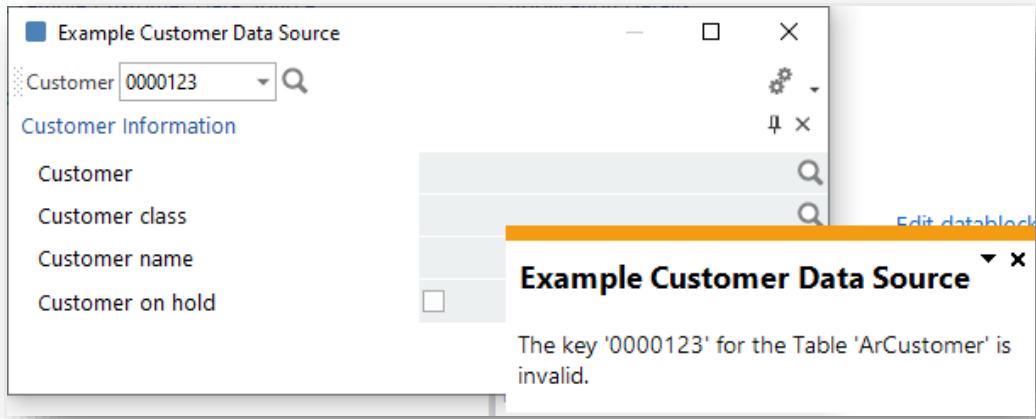 Example Customer Data Source
Customer 0000123
Customer Information
Customer
Customer class
Customer name
Customer on hold
Edit datablock
Example Customer Data Source
The key '0000123' for the Table 'ArCustomer' is
invalid.